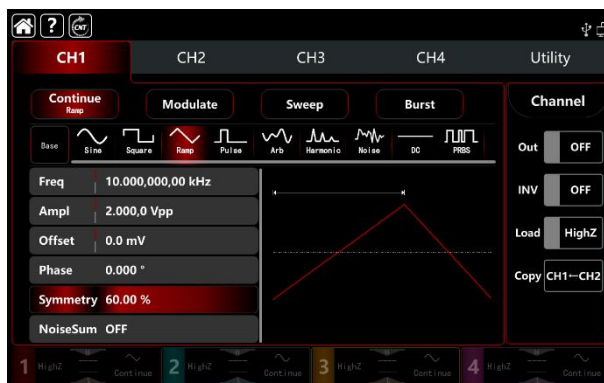 ? CNT
CH1 CH2 CH3 CH4 Utility
Continue Modulate Sweep Burst Channel
Ramp
Base Sine Square Ramp Pulse Arb Harmonic Noise DC PRBS
Out OFF
Freq 10.000,000,00 kHz
INV OFF
Ampl 2.000,0 Vpp
Offset 0.0 mV
Load HighZ
Phase 0.000 °
Copy CH1←CH2
Symmetry 60.00 %
NoiseSum OFF
1 HighZ Continue 2 HighZ Continue 3 HighZ Continue 4 HighZ Continue